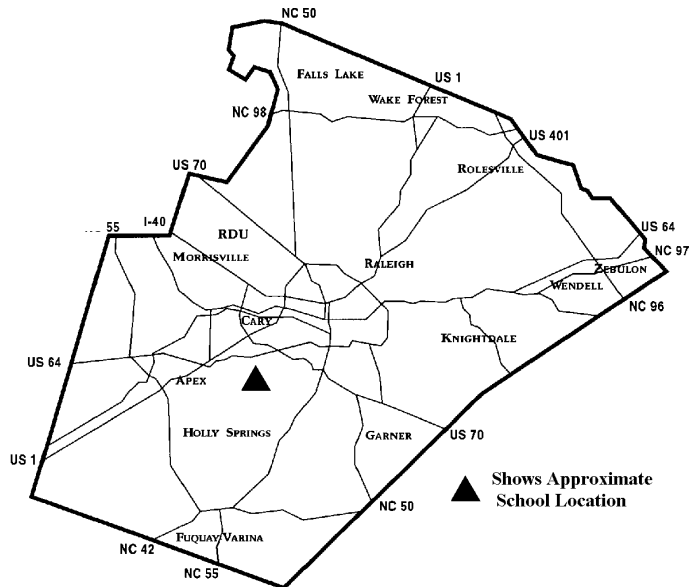 NC 50
FALLS LAKE
US 1
WAKE FOREST
NC 98
US 401
US 70
ROLESVILLE
55
I-40
RDU
US 64
MORRISVILLE
NC 97
RALEIGH
ZEBULON
WENDELL
NC 96
CARY
KNIGHTDALE
US 64
APEX
HOLLY SPRINGS
GARNER
US 70
US 1
Shows Approximate
School Location
NC 50
NC 42
FUQUAY VARINA
NC 55